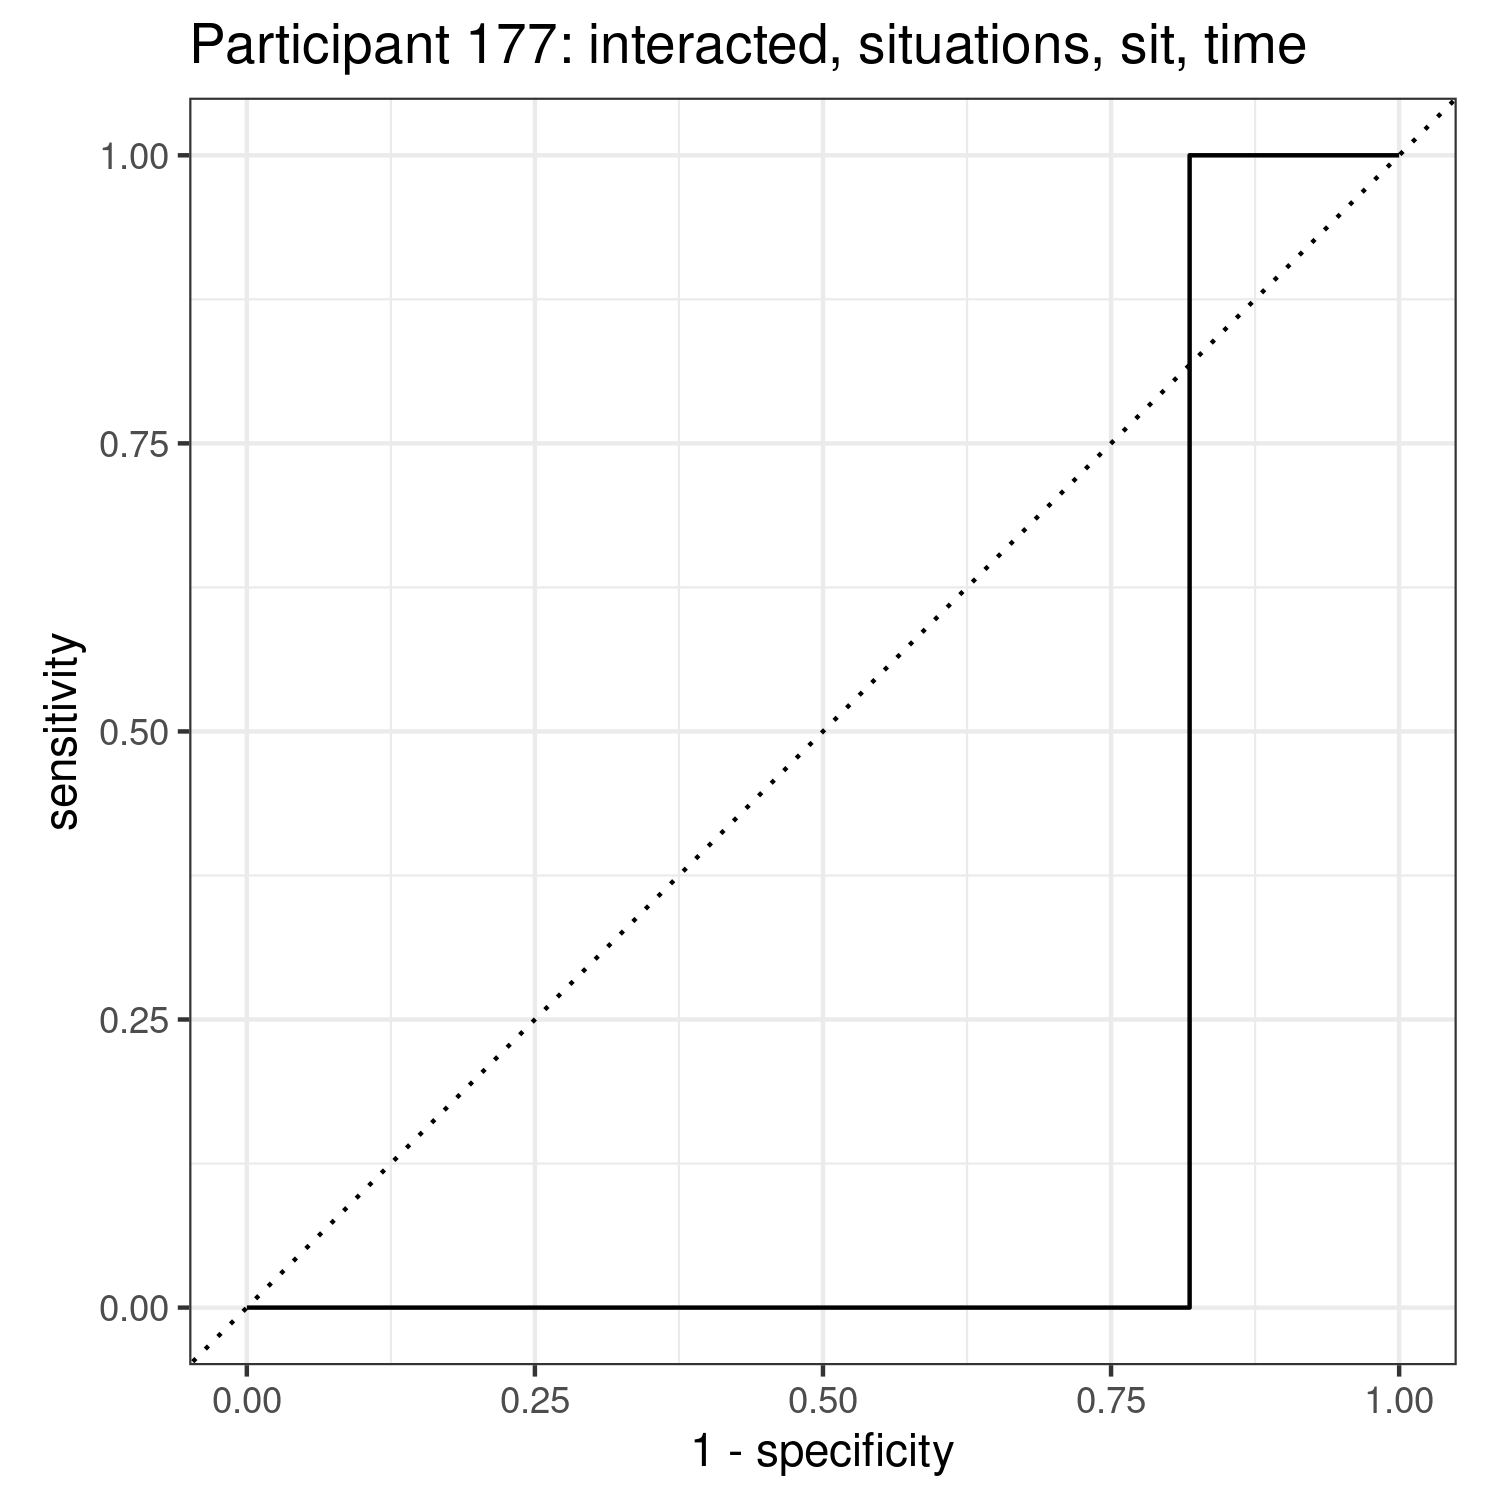 Participant 177: interacted, situations, sit, time
1.00
0.75
0.50
0.25
0.00
sensitivity
0.00 0.25 0.50 0.75 1.00
1 - specificity